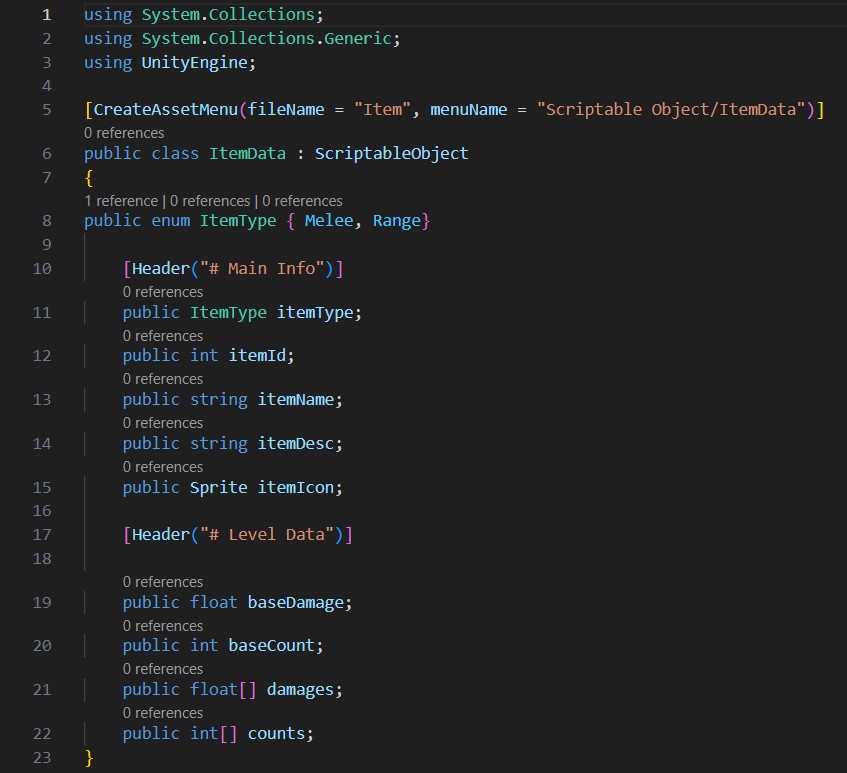 1 using System.Collections;
2 using System.Collections.Generic;
3 using UnityEngine;
4
5 [CreateAssetMenu(fileName = "Item", menuName = "Scriptable Object/ItemData")]
0 references
6 public class ItemData : ScriptableObject
7 {
1 reference | 0 references | 0 references
8 public enum ItemType { Melee, Range}
9
10 [Header("# Main Info")]
0 references
11 public ItemType itemType;
0 references
12 public int itemId;
0 references
13 public string itemName;
0 references
14 public string itemDesc;
0 references
15 public Sprite itemIcon;
16
17 [Header("# Level Data")]
18
0 references
19 public float baseDamage;
0 references
20 public int baseCount;
0 references
21 public float[] damages;
0 references
22 public int[] counts;
23 }